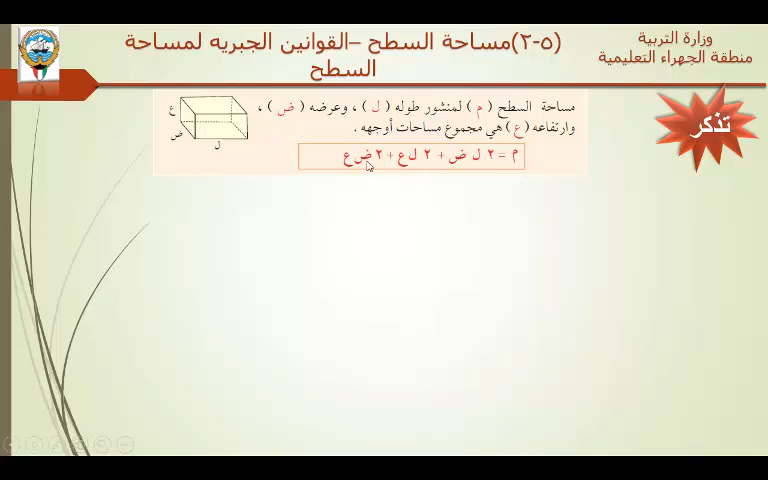 وزارة التربية
منطقة الجهراء التعليمية
(٥-٢)مساحة السطح –القوانين الجبريه لمساحة
السطح
تذكر
مساحة السطح ( م ) لمنشور طوله ( ل ) ، وعرضه ( ض ) ،
وارتفاعه ( ع ) هي مجموع مساحات أوجهه .
م = ٢ ل ض + ٢ ل ع + ٢ ض ع
ع
ض
ل